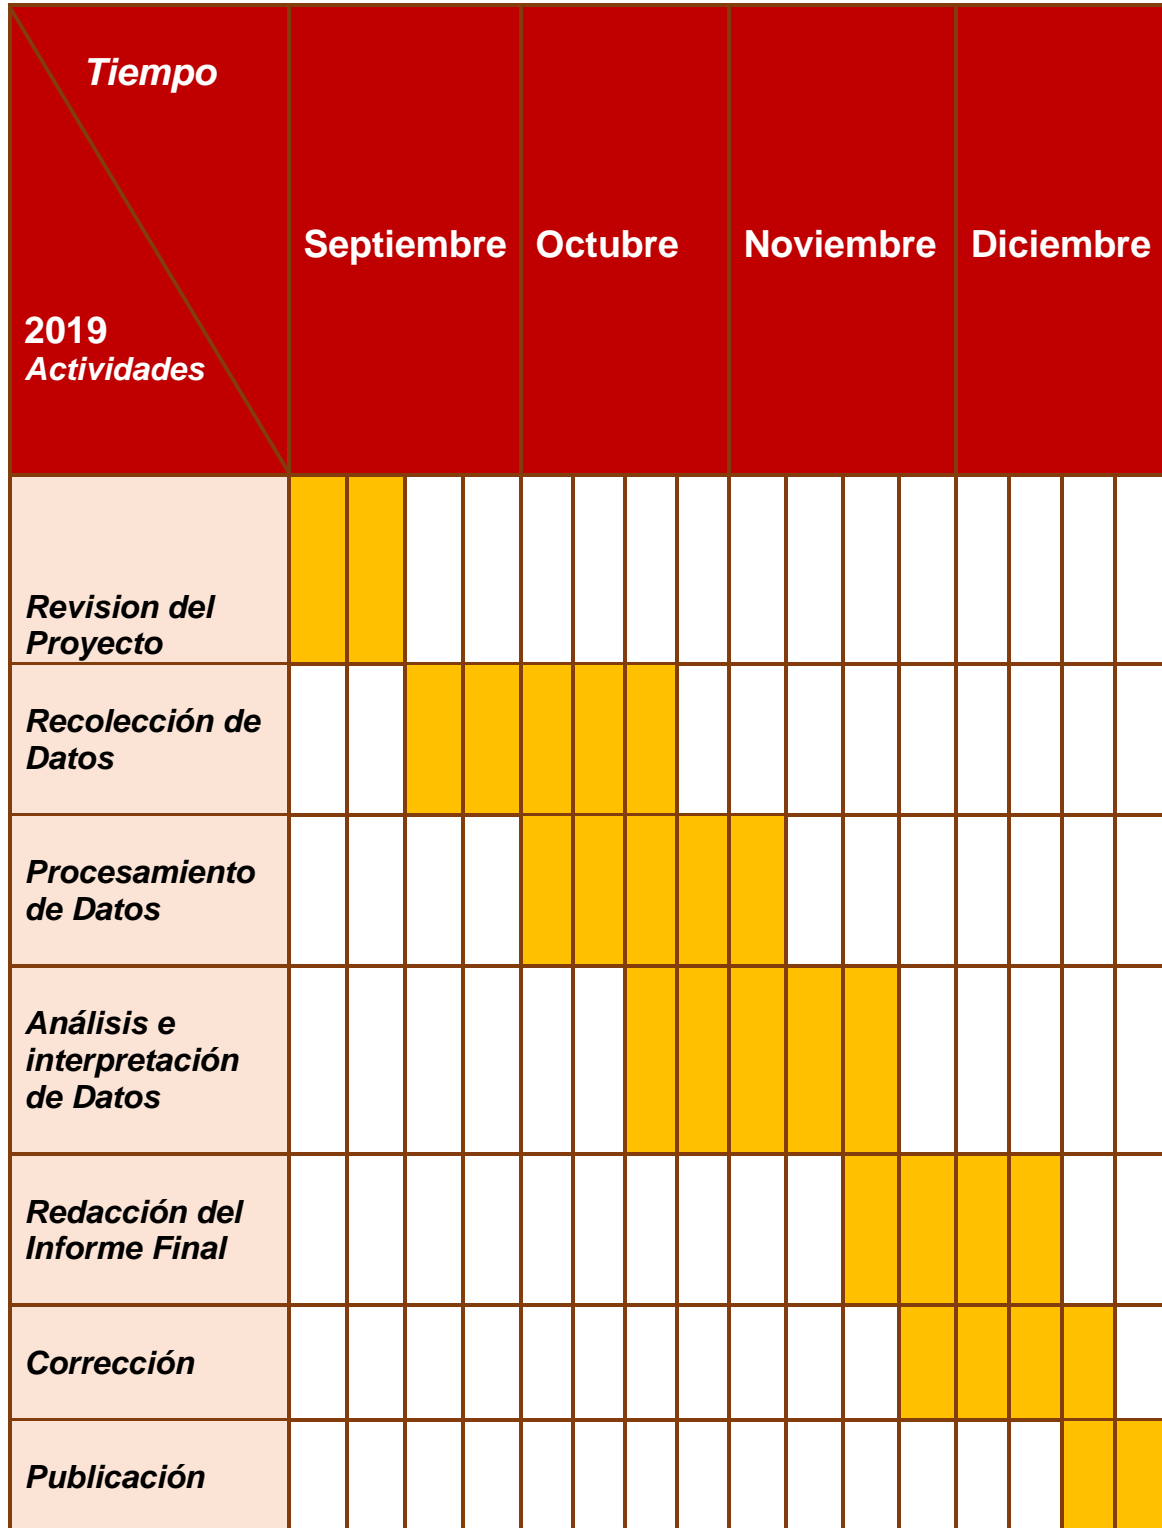 Tiempo
Septiembre
Octubre
Noviembre
Diciembre
2019
Actividades
Revision del
Proyecto
Recolección de
Datos
Procesamiento
de Datos
Análisis e
interpretación
de Datos
Redacción del
Informe Final
Corrección
Publicación